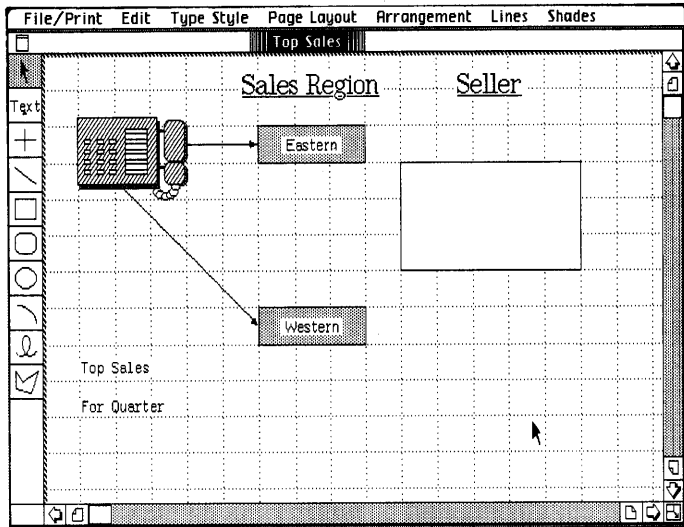 File/Print Edit Type Style Page Layout Arrangement Lines Shades
Top Sales
Text
Sales Region Seller
Eastern
Western
Top Sales
For Quarter